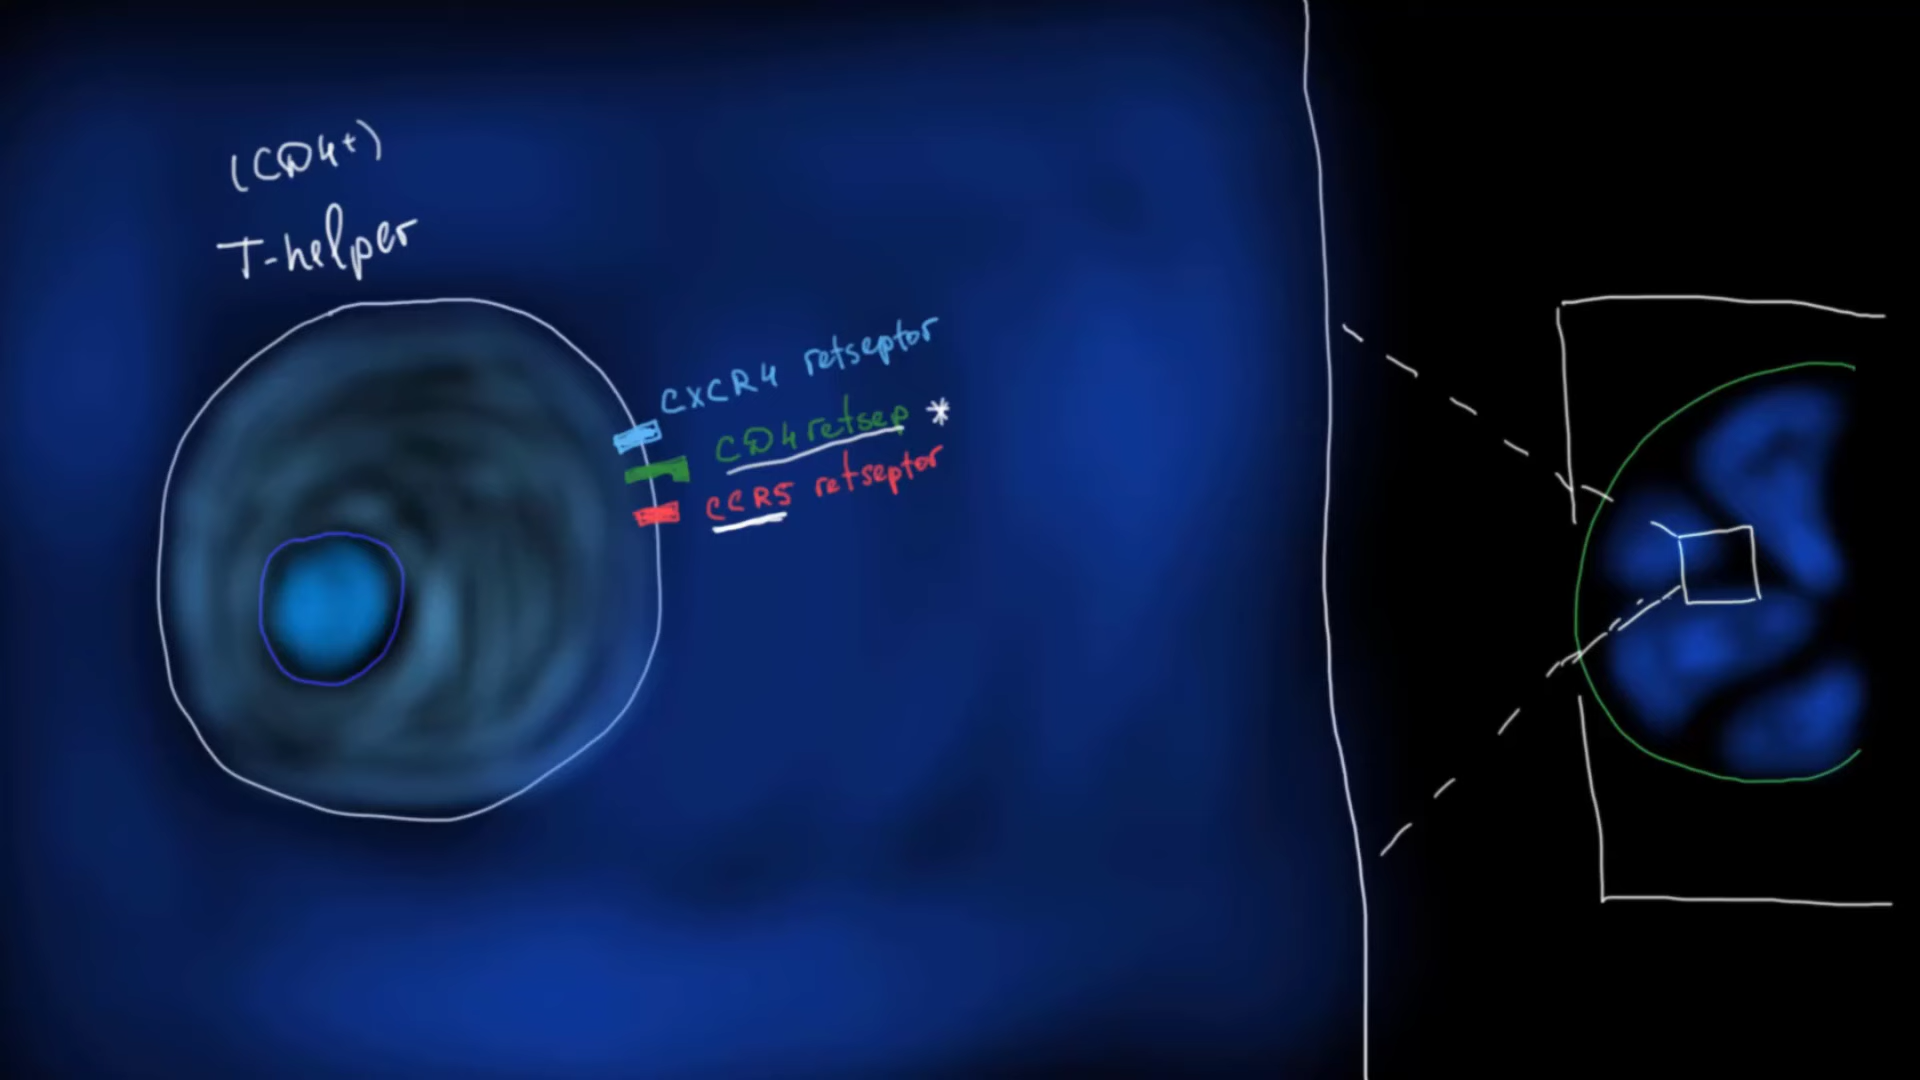 (CD4+)
T-helper
CXCR4 retseptor
CD4 retsep *
CCR5 retseptor